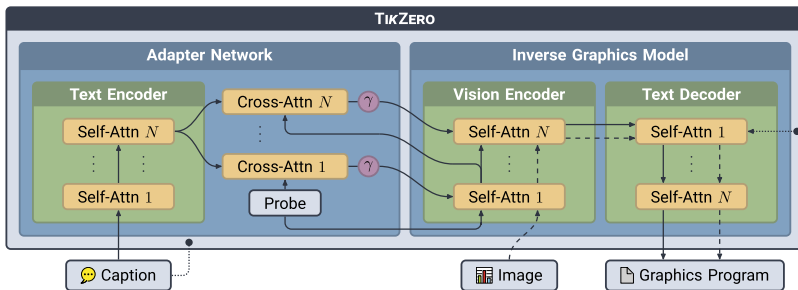 TikZero
Adapter Network
Inverse Graphics Model
Text Encoder
Self-Attn N
Self-Attn 1
Cross-Attn N
γ
Cross-Attn 1
γ
Probe
Vision Encoder
Self-Attn N
Self-Attn 1
Text Decoder
Self-Attn 1
Self-Attn N
Caption
Image
Graphics Program